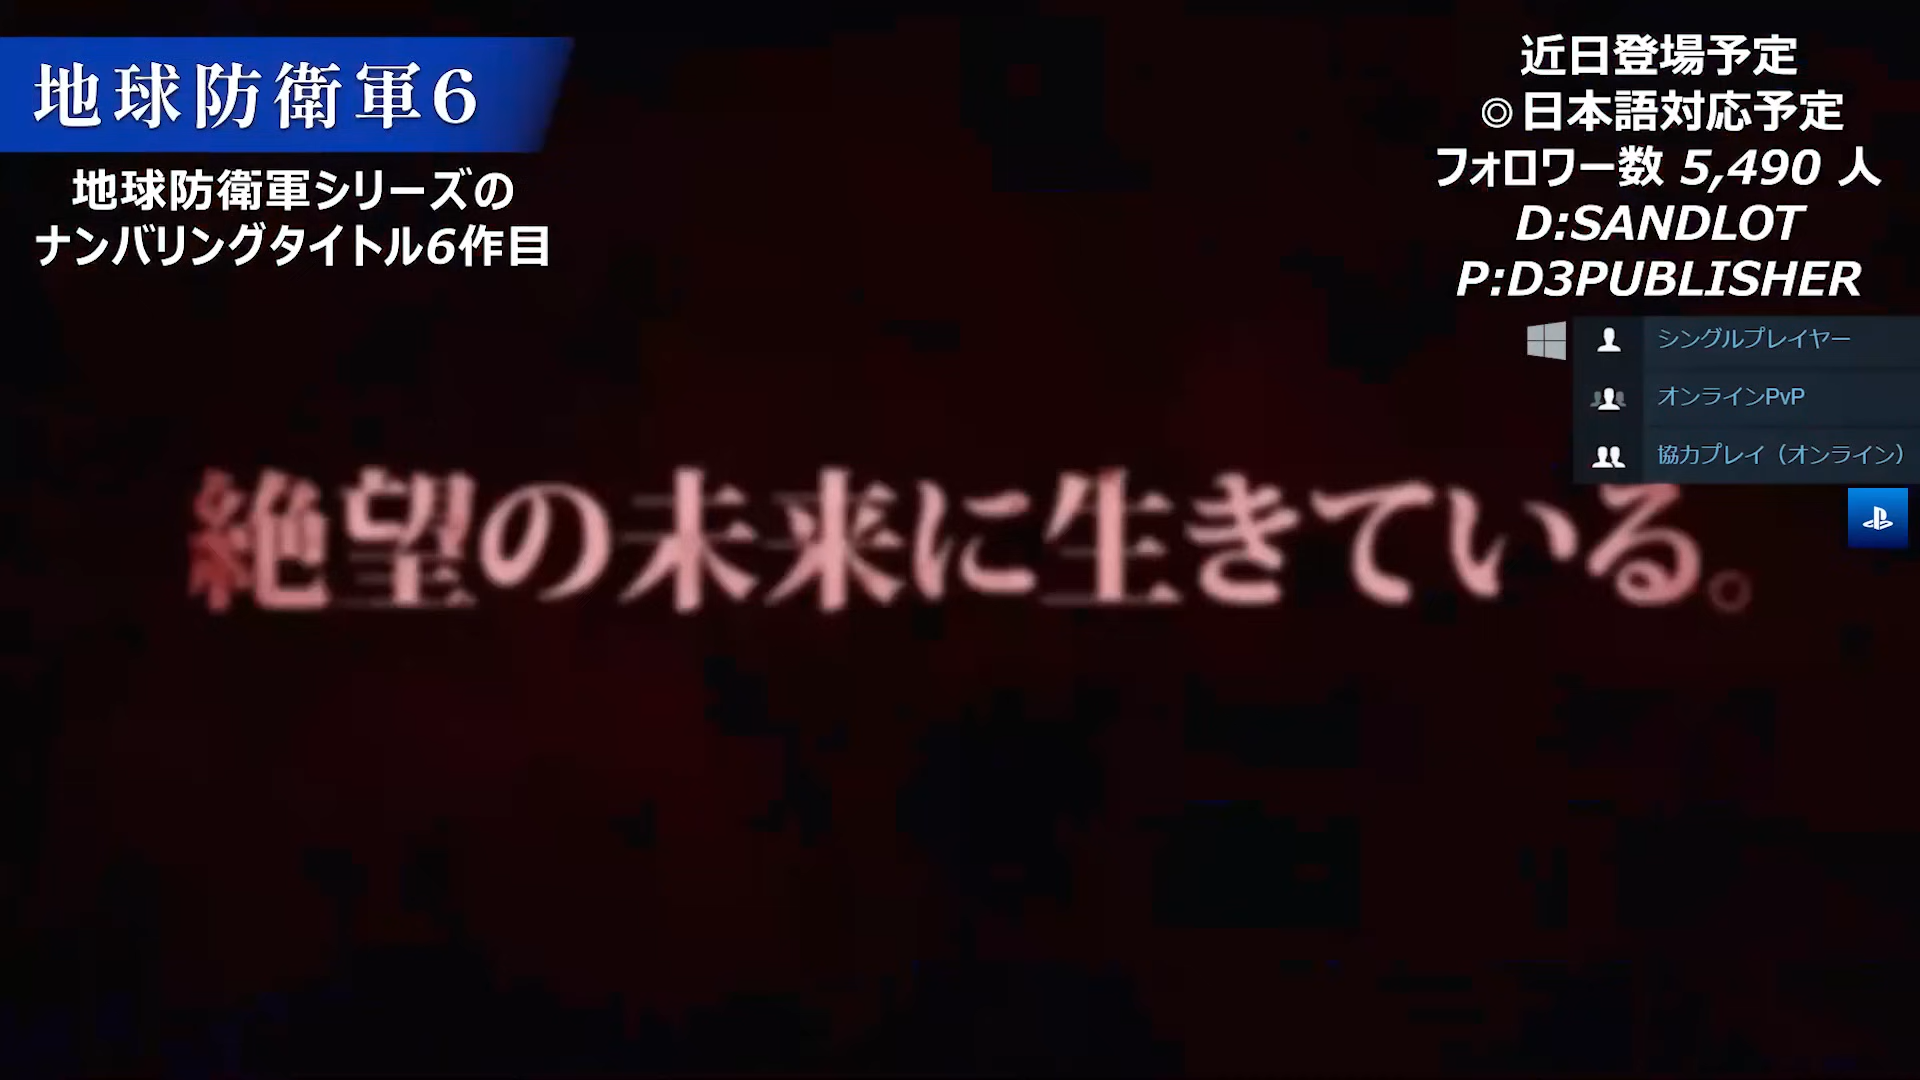 地球防衛軍6
地球防衛軍シリーズの
ナンバリングタイトル6作目
近日登場予定
◎日本語対応予定
フォロワー数 5,490 人
D:SANDLOT
P:D3PUBLISHER
シングルプレイヤー
オンラインPvP
協力プレイ（オンライン）
絶望の未来に生きている。